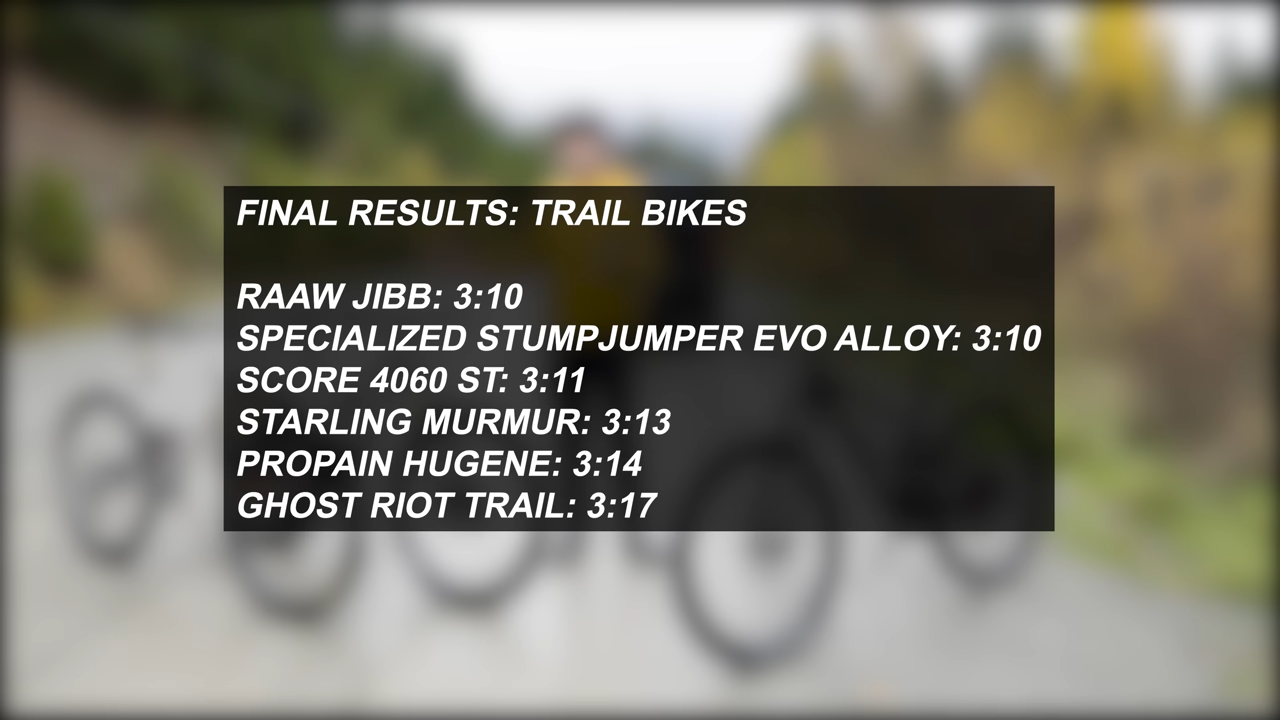 FINAL RESULTS: TRAIL BIKES
RAAW JIBB: 3:10
SPECIALIZED STUMPJUMPER EVO ALLOY: 3:10
SCORE 4060 ST: 3:11
STARLING MURMUR: 3:13
PROPAIN HUGENE: 3:14
GHOST RIOT TRAIL: 3:17